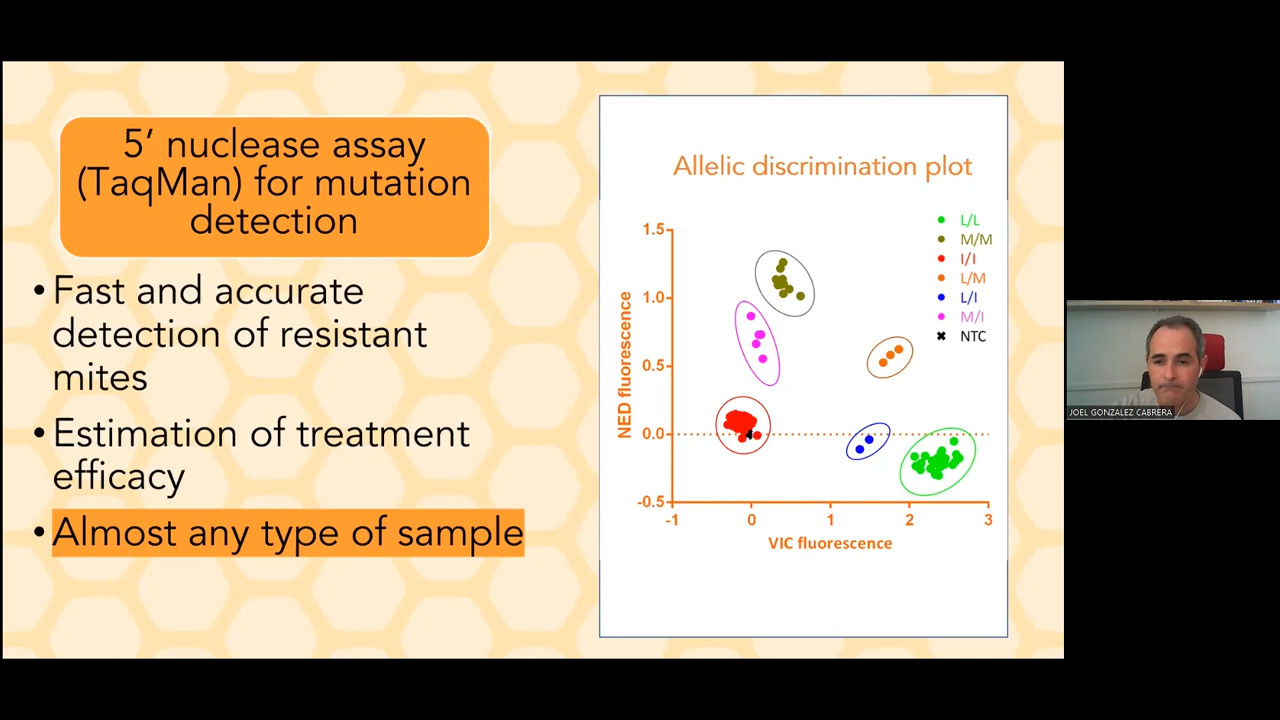 5′ nuclease assay
(TaqMan) for mutation
detection
• Fast and accurate
detection of resistant
mites
• Estimation of treatment
efficacy
• Almost any type of sample
Allelic discrimination plot
L/L
M/M
I/I
L/M
L/I
M/I
NTC
NED fluorescence
1.5
1.0
0.5
0.0
-0.5
-1 0 1 2 3
VIC fluorescence
JOEL GONZALEZ CABRERA